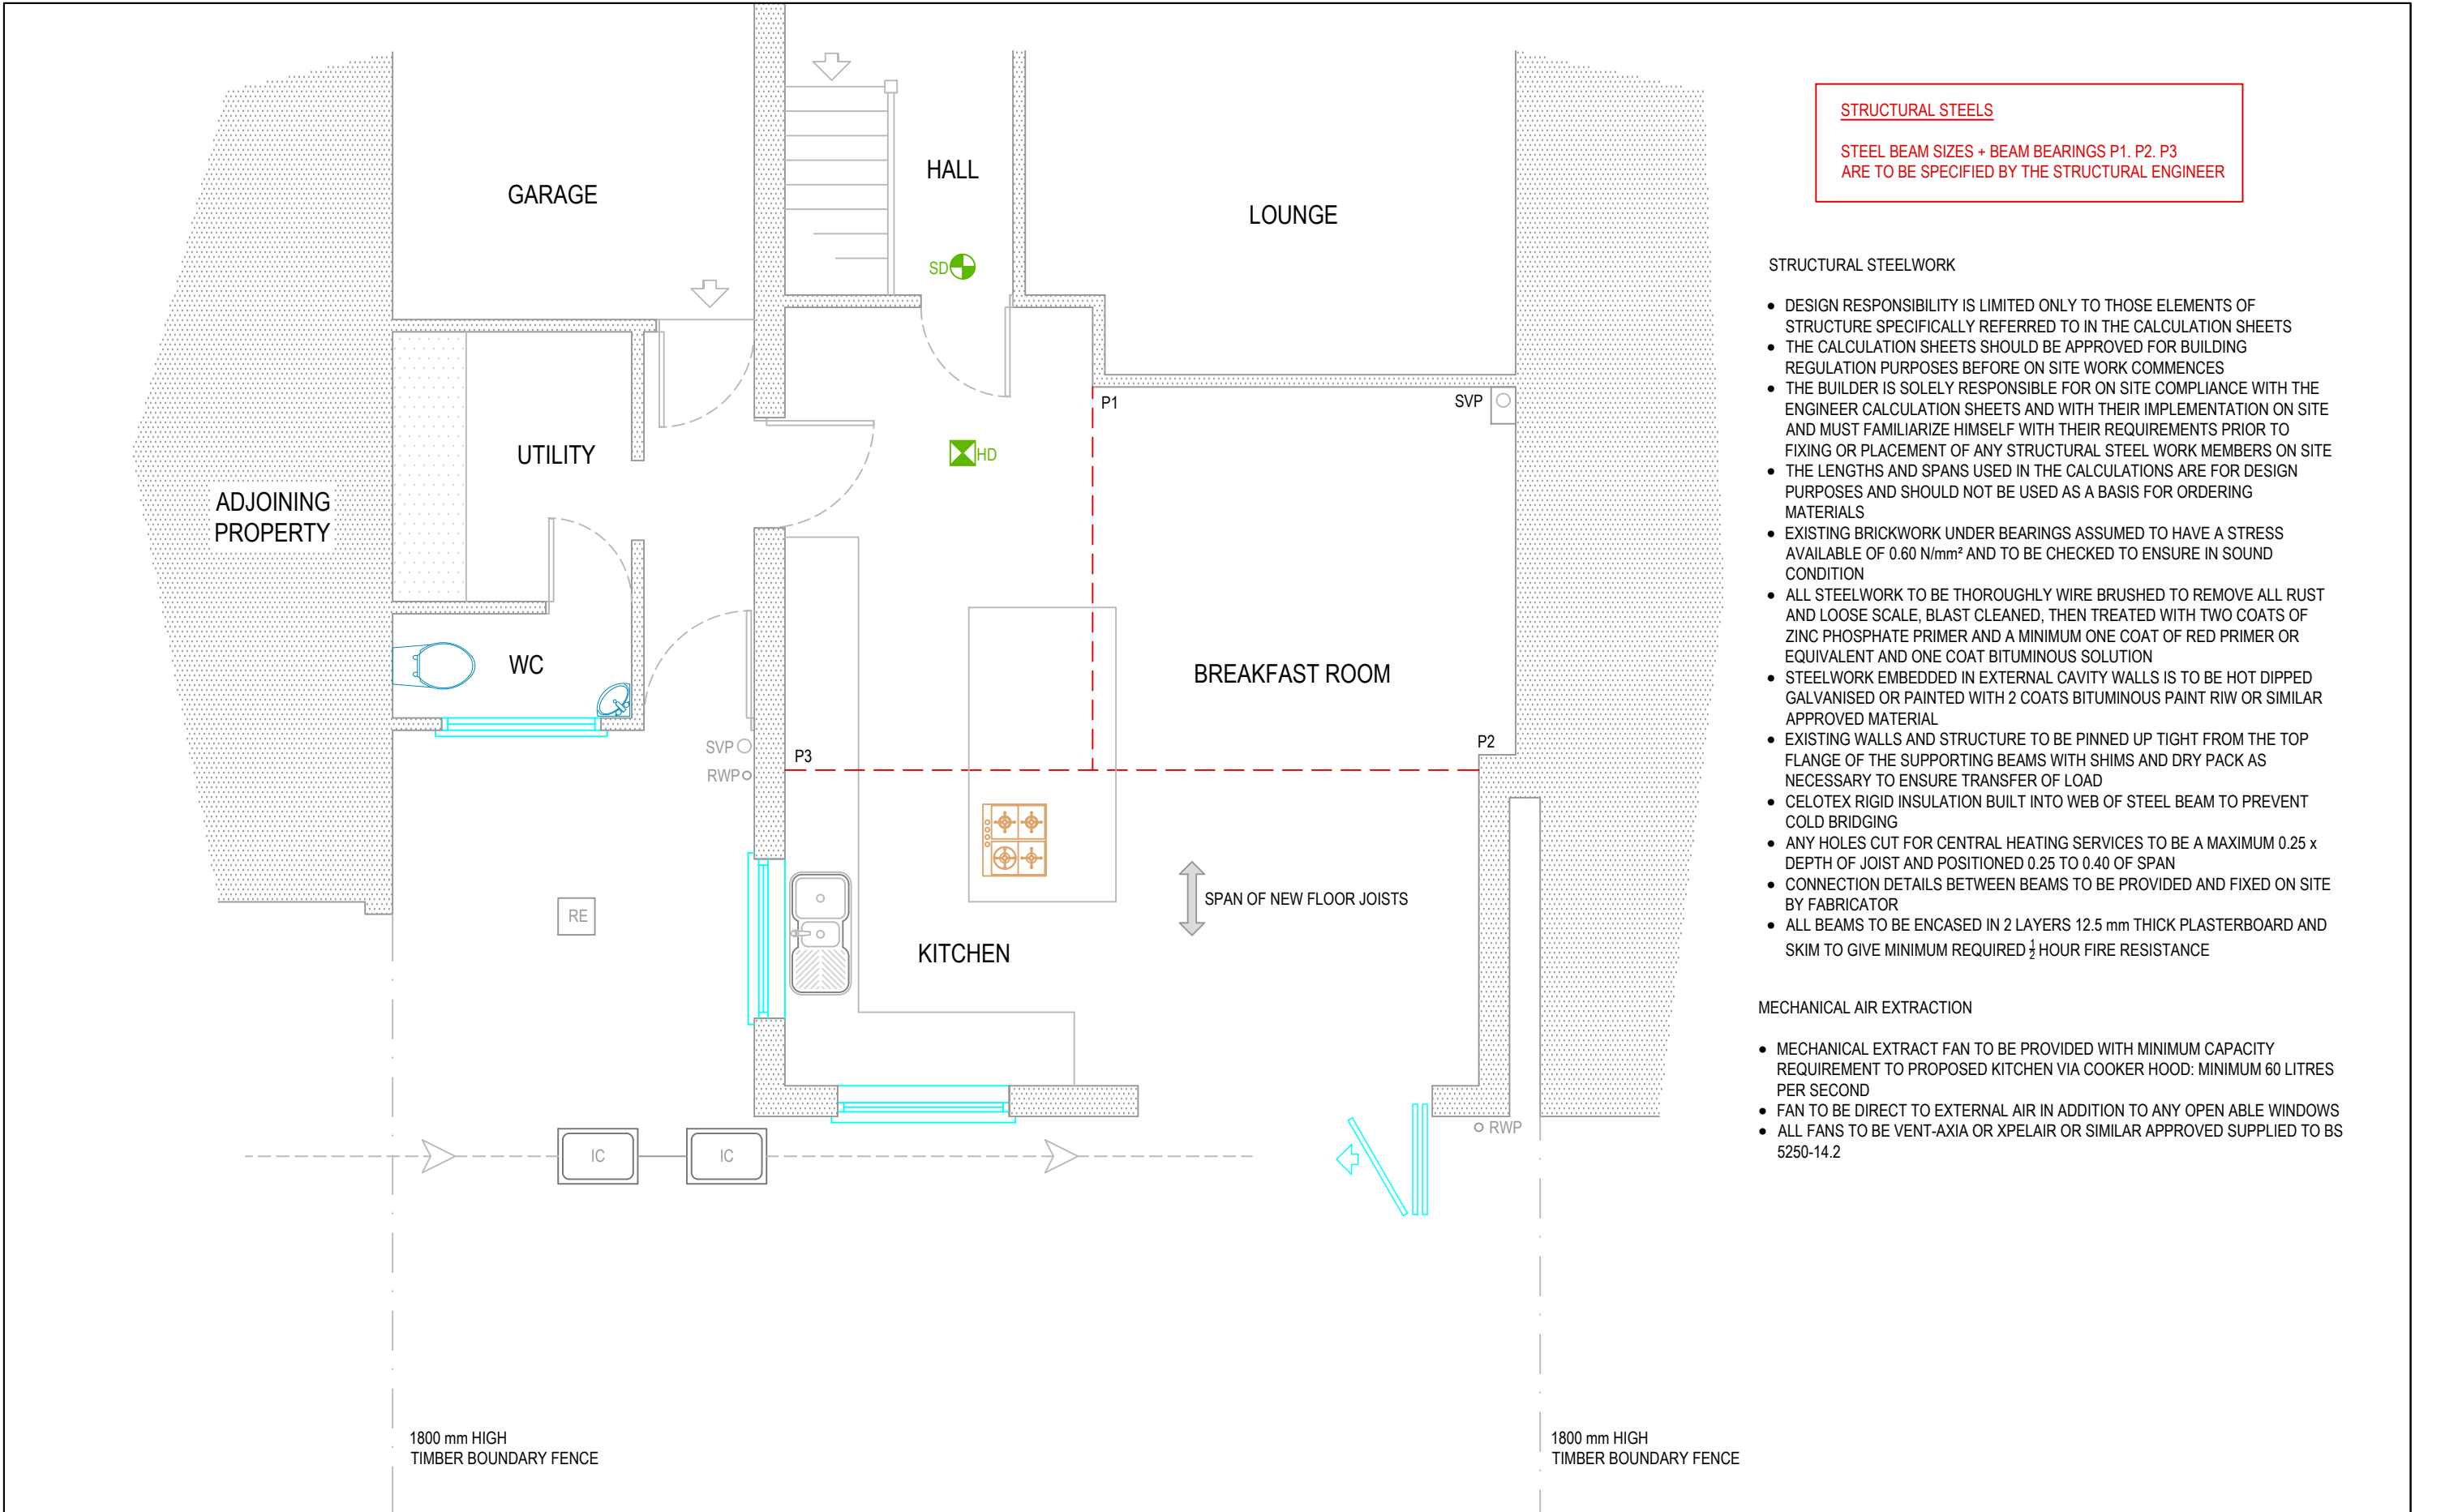 GARAGE
HALL
LOUNGE
SD
P1
SVP
HD
UTILITY
ADJOINING
PROPERTY
WC
BREAKFAST ROOM
SVP
RWP
P3
P2
SPAN OF NEW FLOOR JOISTS
RE
KITCHEN
IC
IC
RWP
1800 mm HIGH
TIMBER BOUNDARY FENCE
1800 mm HIGH
TIMBER BOUNDARY FENCE
STRUCTURAL STEELS
STEEL BEAM SIZES + BEAM BEARINGS P1. P2. P3
ARE TO BE SPECIFIED BY THE STRUCTURAL ENGINEER
STRUCTURAL STEELWORK
● DESIGN RESPONSIBILITY IS LIMITED ONLY TO THOSE ELEMENTS OF
STRUCTURE SPECIFICALLY REFERRED TO IN THE CALCULATION SHEETS
● THE CALCULATION SHEETS SHOULD BE APPROVED FOR BUILDING
REGULATION PURPOSES BEFORE ON SITE WORK COMMENCES
● THE BUILDER IS SOLELY RESPONSIBLE FOR ON SITE COMPLIANCE WITH THE
ENGINEER CALCULATION SHEETS AND WITH THEIR IMPLEMENTATION ON SITE
AND MUST FAMILIARIZE HIMSELF WITH THEIR REQUIREMENTS PRIOR TO
FIXING OR PLACEMENT OF ANY STRUCTURAL STEEL WORK MEMBERS ON SITE
● THE LENGTHS AND SPANS USED IN THE CALCULATIONS ARE FOR DESIGN
PURPOSES AND SHOULD NOT BE USED AS A BASIS FOR ORDERING
MATERIALS
● EXISTING BRICKWORK UNDER BEARINGS ASSUMED TO HAVE A STRESS
AVAILABLE OF 0.60 N/mm² AND TO BE CHECKED TO ENSURE IN SOUND
CONDITION
● ALL STEELWORK TO BE THOROUGHLY WIRE BRUSHED TO REMOVE ALL RUST
AND LOOSE SCALE, BLAST CLEANED, THEN TREATED WITH TWO COATS OF
ZINC PHOSPHATE PRIMER AND A MINIMUM ONE COAT OF RED PRIMER OR
EQUIVALENT AND ONE COAT BITUMINOUS SOLUTION
● STEELWORK EMBEDDED IN EXTERNAL CAVITY WALLS IS TO BE HOT DIPPED
GALVANISED OR PAINTED WITH 2 COATS BITUMINOUS PAINT RIW OR SIMILAR
APPROVED MATERIAL
● EXISTING WALLS AND STRUCTURE TO BE PINNED UP TIGHT FROM THE TOP
FLANGE OF THE SUPPORTING BEAMS WITH SHIMS AND DRY PACK AS
NECESSARY TO ENSURE TRANSFER OF LOAD
● CELOTEX RIGID INSULATION BUILT INTO WEB OF STEEL BEAM TO PREVENT
COLD BRIDGING
● ANY HOLES CUT FOR CENTRAL HEATING SERVICES TO BE A MAXIMUM 0.25 x
DEPTH OF JOIST AND POSITIONED 0.25 TO 0.40 OF SPAN
● CONNECTION DETAILS BETWEEN BEAMS TO BE PROVIDED AND FIXED ON SITE
BY FABRICATOR
● ALL BEAMS TO BE ENCASED IN 2 LAYERS 12.5 mm THICK PLASTERBOARD AND
SKIM TO GIVE MINIMUM REQUIRED ½ HOUR FIRE RESISTANCE
MECHANICAL AIR EXTRACTION
● MECHANICAL EXTRACT FAN TO BE PROVIDED WITH MINIMUM CAPACITY
REQUIREMENT TO PROPOSED KITCHEN VIA COOKER HOOD: MINIMUM 60 LITRES
PER SECOND
● FAN TO BE DIRECT TO EXTERNAL AIR IN ADDITION TO ANY OPEN ABLE WINDOWS
● ALL FANS TO BE VENT-AXIA OR XPELAIR OR SIMILAR APPROVED SUPPLIED TO BS
5250-14.2